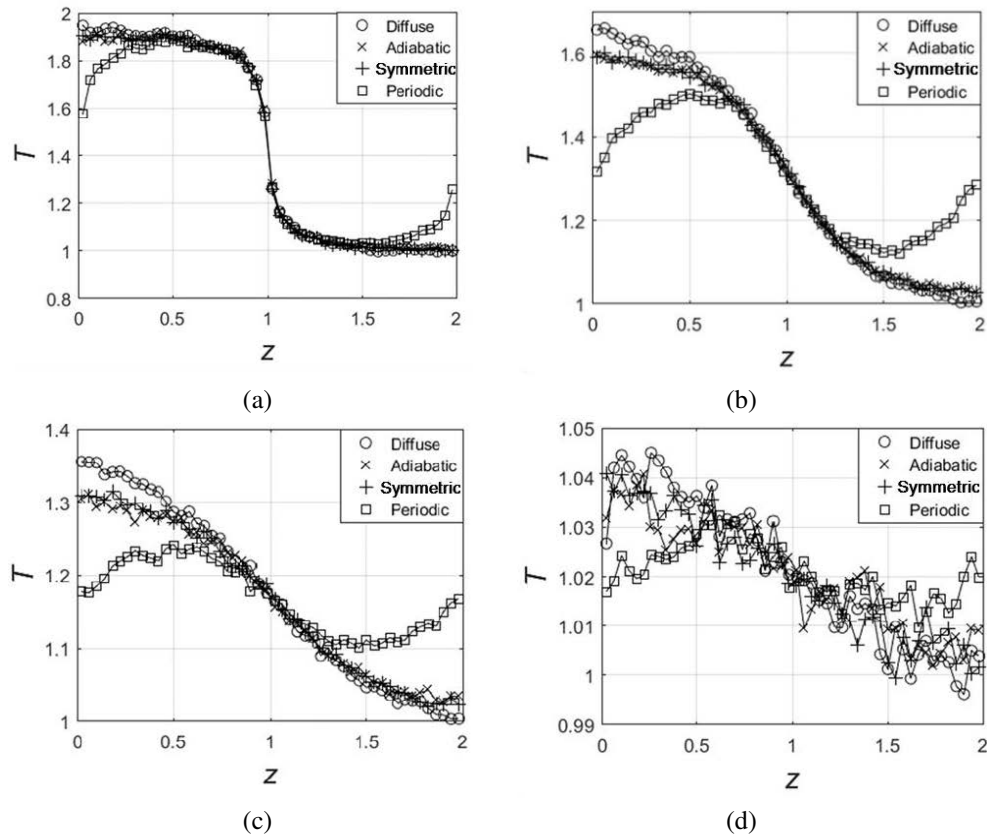 2
1.8
1.6
1.4
1.2
1
0.8
T
0
0.5
1
1.5
2
z
Diffuse
Adiabatic
Symmetric
Periodic
(a)
1.6
1.4
1.2
1
T
0
0.5
1
1.5
2
z
Diffuse
Adiabatic
Symmetric
Periodic
(b)
1.4
1.3
1.2
1.1
1
T
0
0.5
1
1.5
2
z
Diffuse
Adiabatic
Symmetric
Periodic
(c)
1.05
1.04
1.03
1.02
1.01
1
0.99
T
0
0.5
1
1.5
2
z
Diffuse
Adiabatic
Symmetric
Periodic
(d)